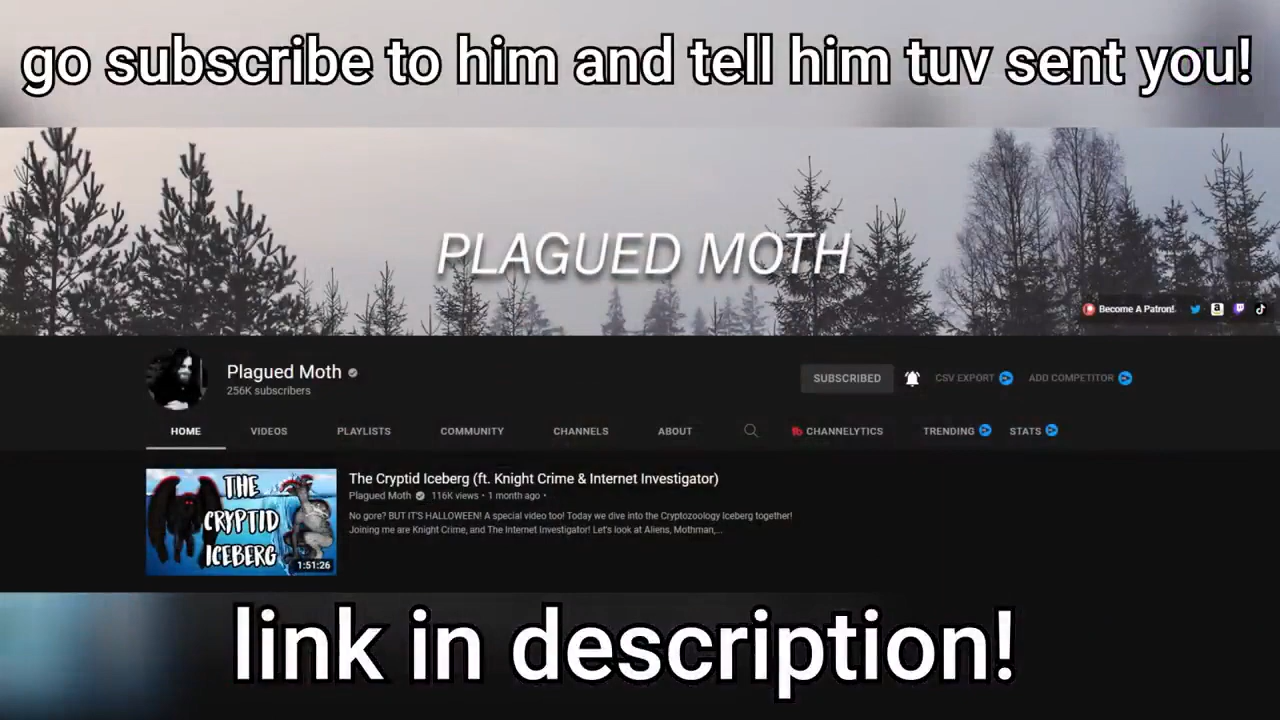 go subscribe to him and tell him tuv sent you!
PLAGUED MOTH
Become A Patron!
Plagued Moth
256K subscribers
SUBSCRIBED
CSV EXPORT
ADD COMPETITOR
HOME
VIDEOS
PLAYLISTS
COMMUNITY
CHANNELS
ABOUT
CHANNELYTICS
TRENDING
STATS
THE
CRYPTID
ICEBERG
1:51:26
The Cryptid Iceberg (ft. Knight Crime & Internet Investigator)
Plagued Moth 116K views • 1 month ago •
No gore? BUT IT'S HALLOWEEN! A special video too! Today we dive into the Cryptozoology Iceberg together!
Joining me are Knight Crime, and The Internet Investigator! Let's look at Aliens, Mothman,...
link in description!